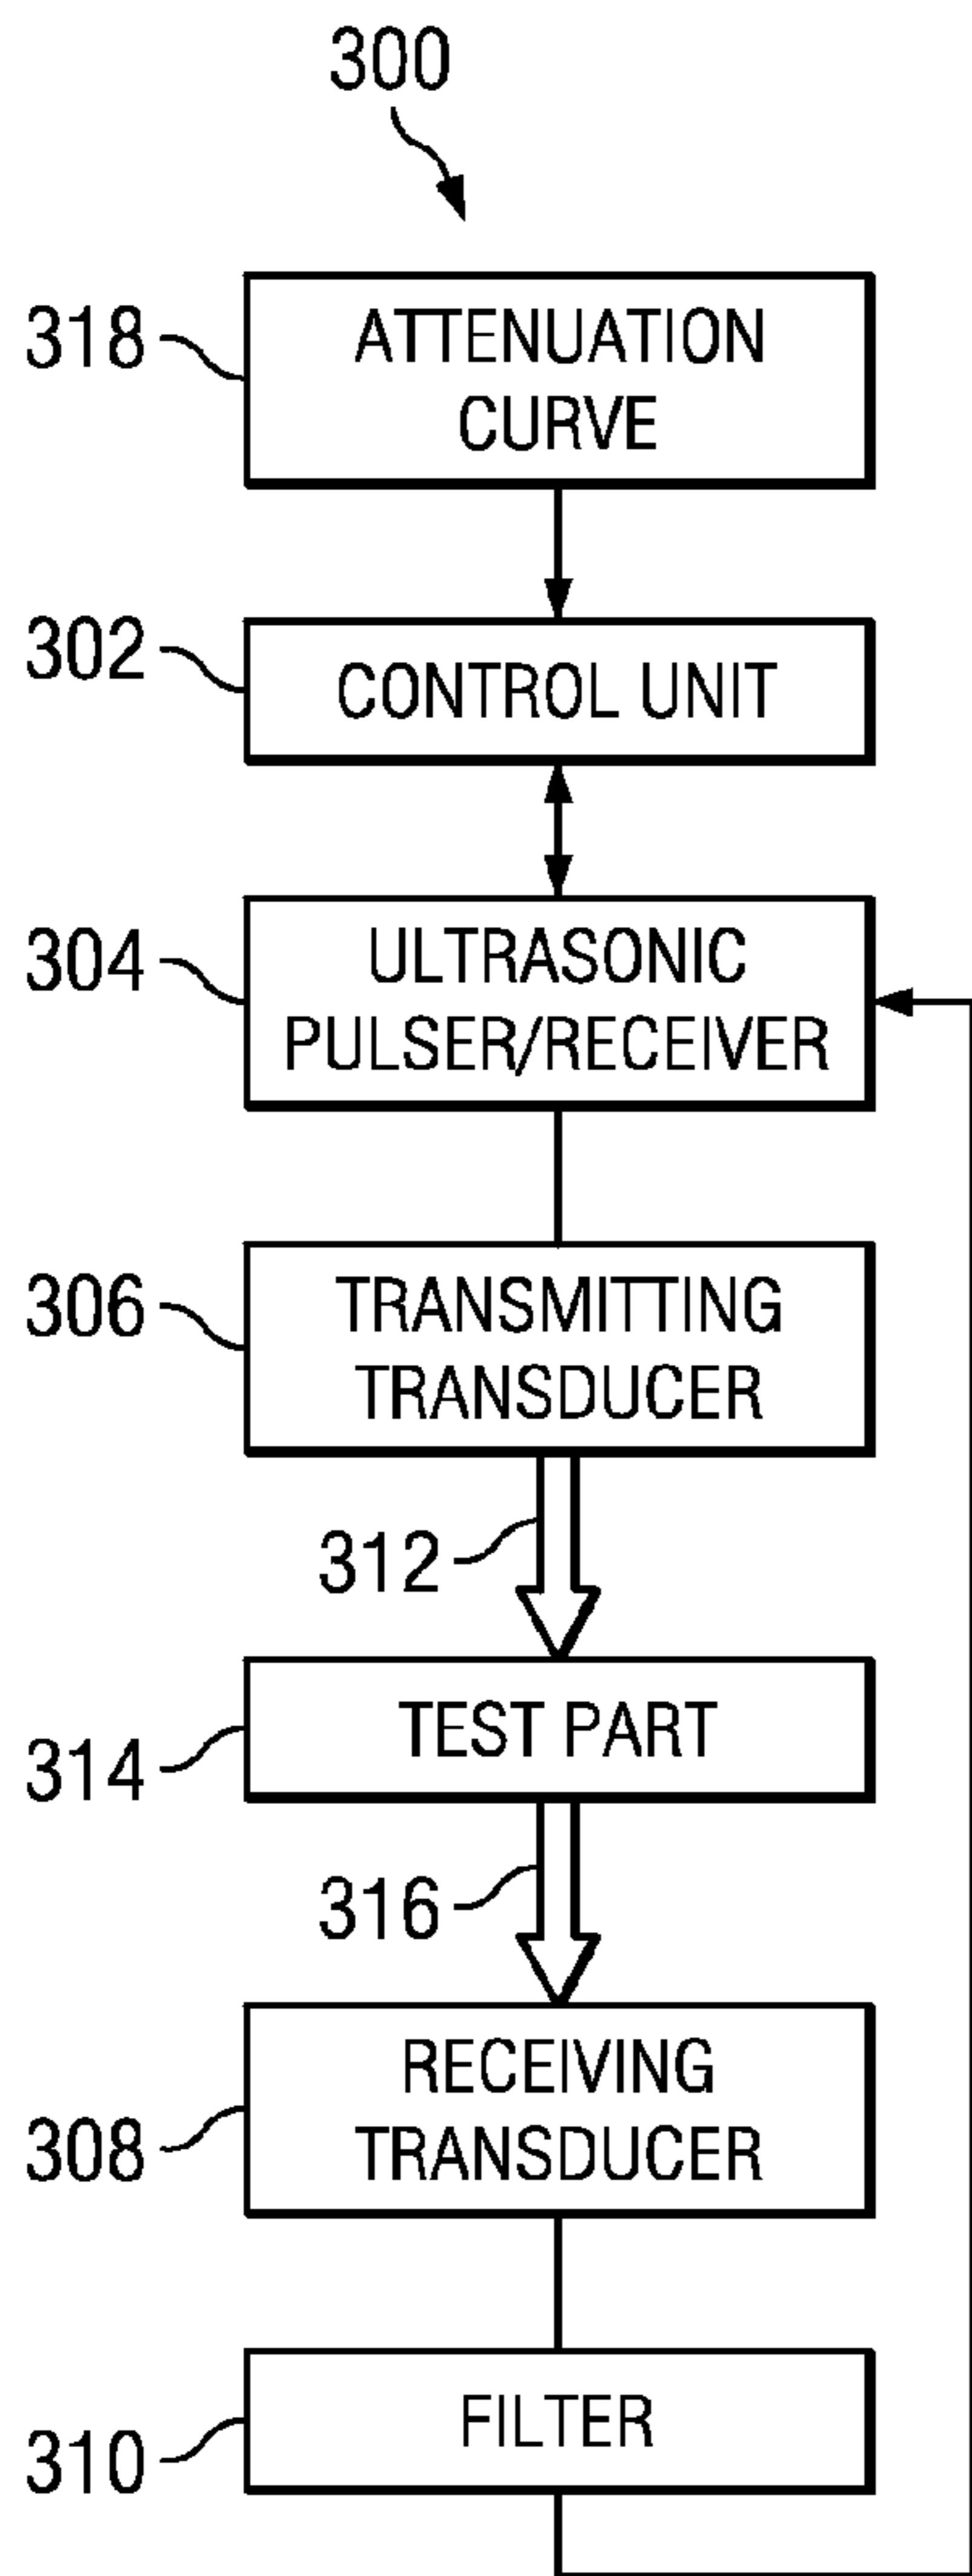 300
318
ATTENUATION
CURVE
302
CONTROL UNIT
304
ULTRASONIC
PULSER/RECEIVER
306
TRANSMITTING
TRANSDUCER
312
314
TEST PART
316
308
RECEIVING
TRANSDUCER
310
FILTER